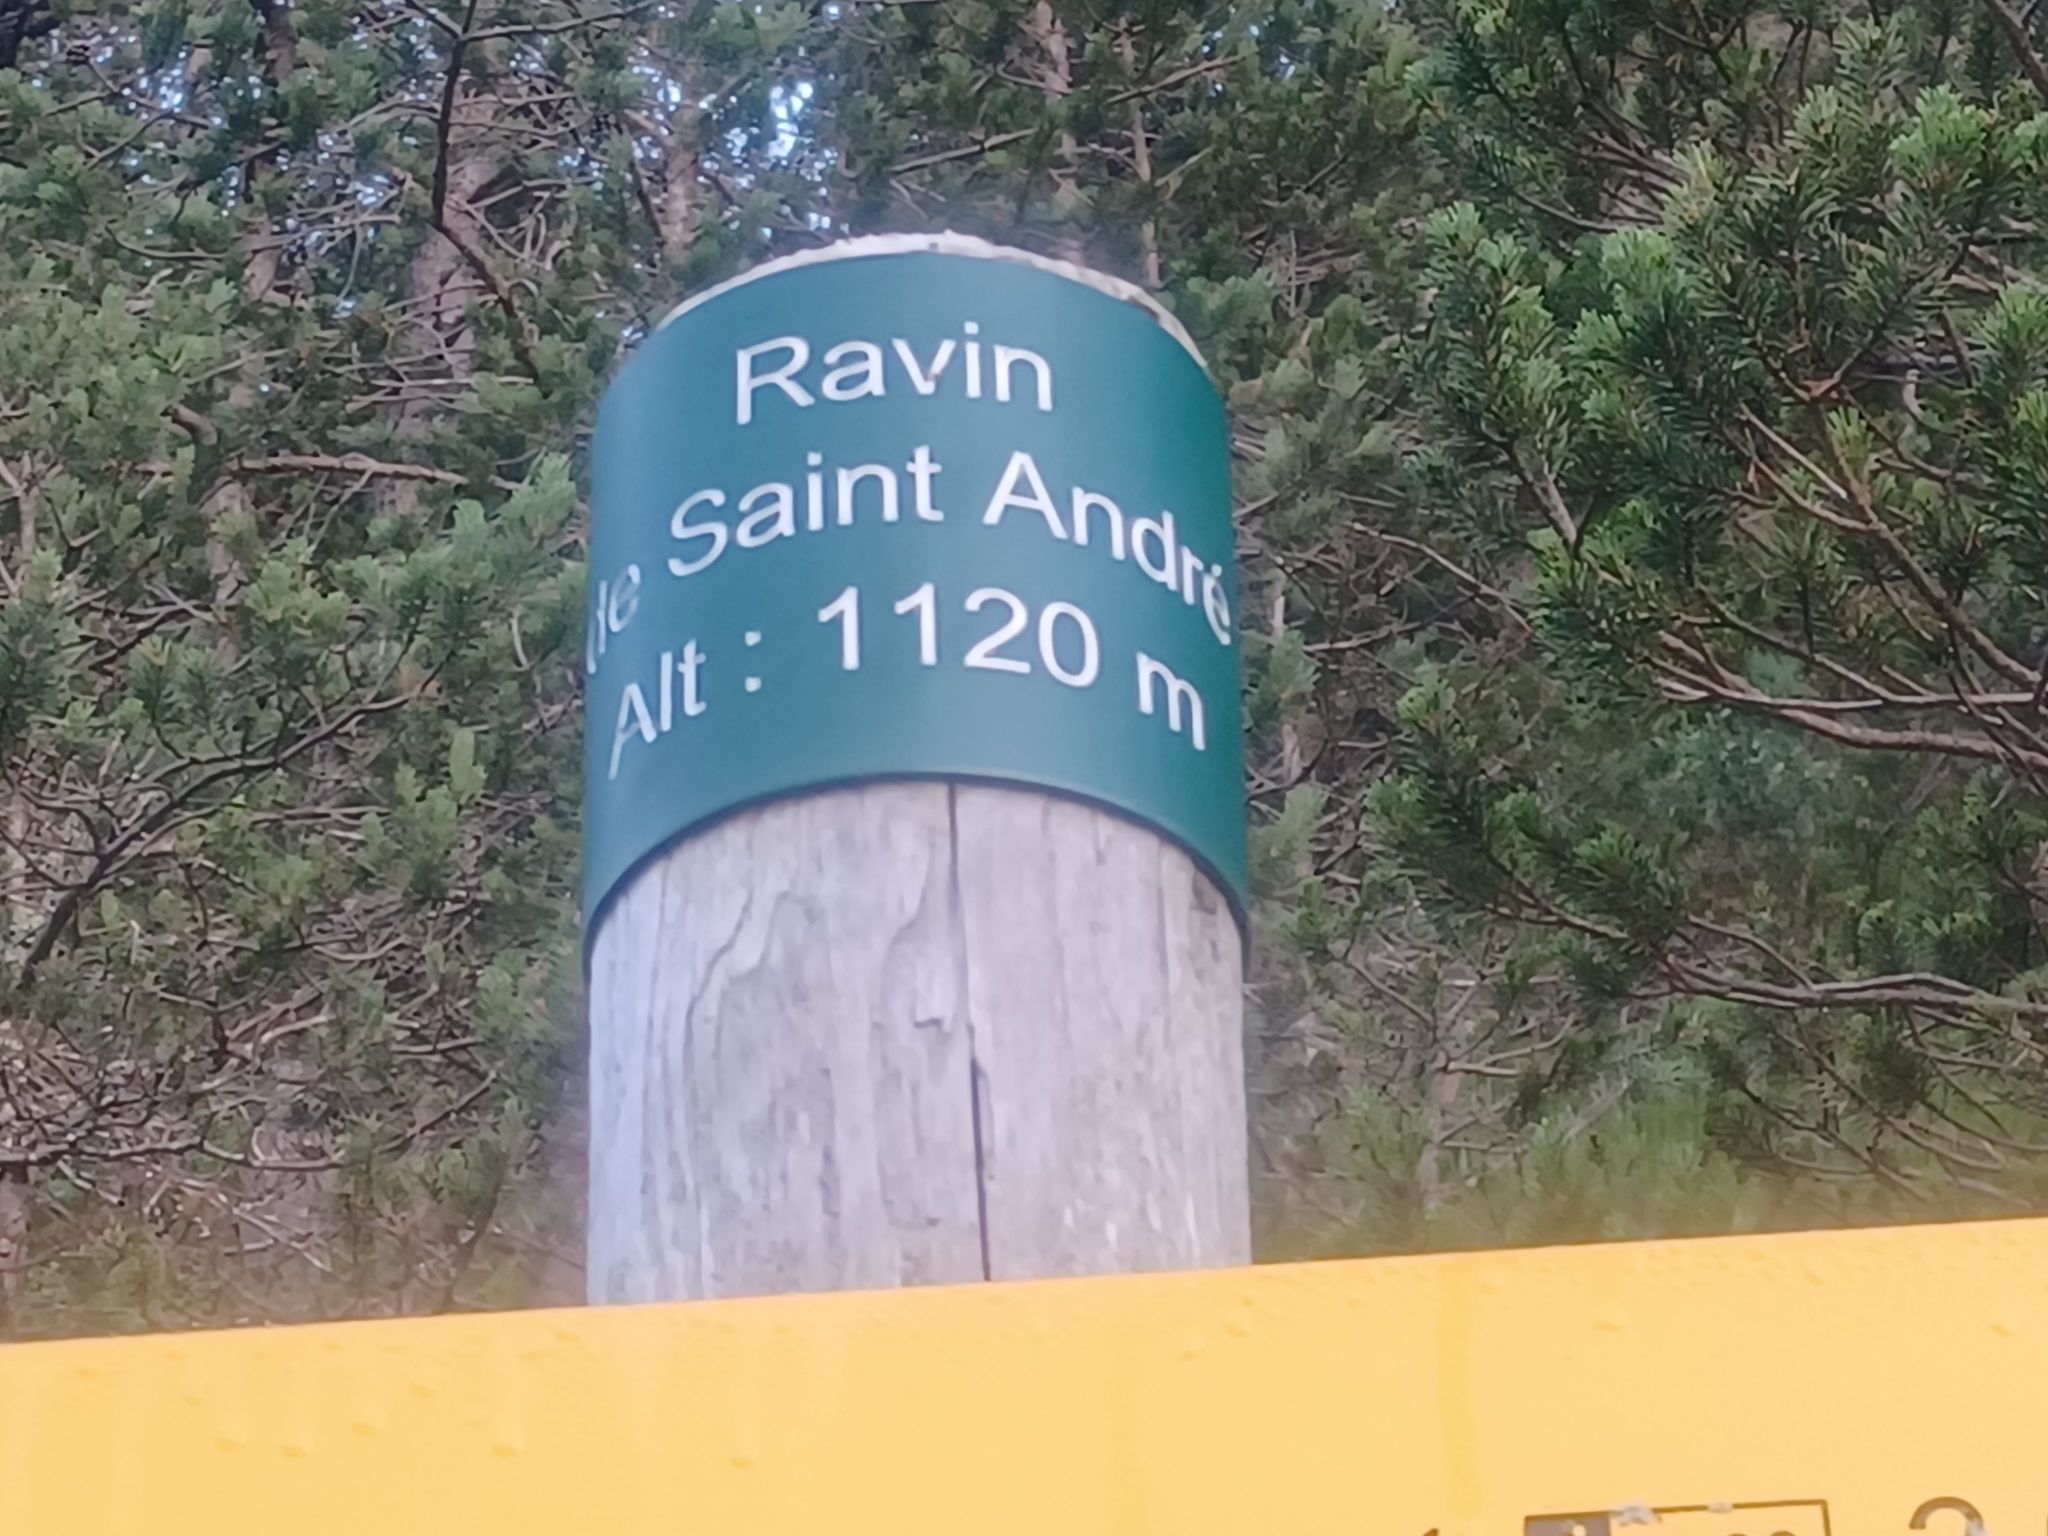 Ravin
de Saint André
Alt : 1120 m